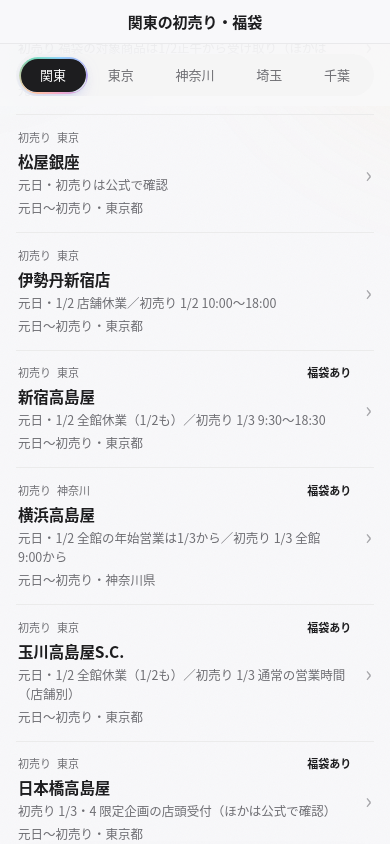 関東の初売り・福袋
関東 東京 神奈川 埼玉 千葉
初売り 東京
松屋銀座
元日・初売りは公式で確認
元日〜初売り・東京都
初売り 東京
伊勢丹新宿店
元日・1/2 店舗休業／初売り 1/2 10:00〜18:00
元日〜初売り・東京都
初売り 東京 福袋あり
新宿高島屋
元日・1/2 全館休業（1/2も）／初売り 1/3 9:30〜18:30
元日〜初売り・東京都
初売り 神奈川 福袋あり
横浜高島屋
元日・1/2 全館の年始営業は1/3から／初売り 1/3 全館
9:00から
元日〜初売り・神奈川県
初売り 東京 福袋あり
玉川高島屋S.C.
元日・1/2 全館休業（1/2も）／初売り 1/3 通常の営業時間
（店舗別）
元日〜初売り・東京都
初売り 東京 福袋あり
日本橋高島屋
初売り 1/3・4 限定企画の店頭受付（ほかは公式で確認）
元日〜初売り・東京都